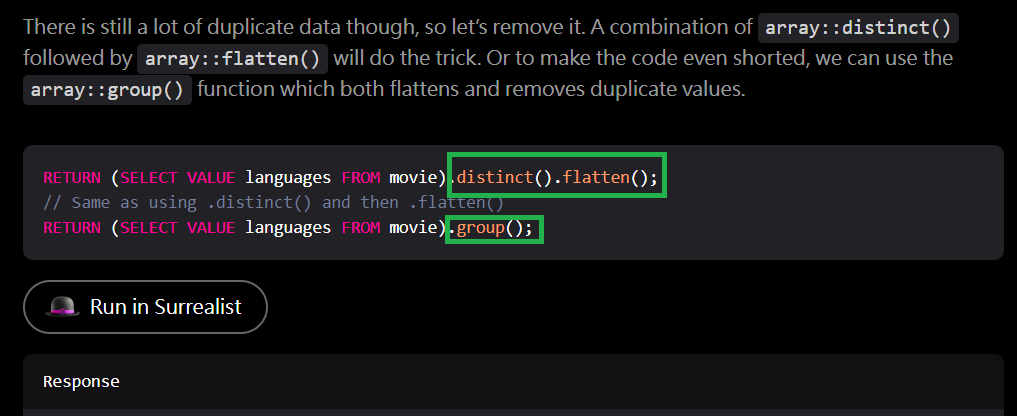 There is still a lot of duplicate data though, so let’s remove it. A combination of array::distinct()
followed by array::flatten() will do the trick. Or to make the code even shorted, we can use the
array::group() function which both flattens and removes duplicate values.
RETURN (SELECT VALUE languages FROM movie).distinct().flatten();
// Same as using .distinct() and then .flatten()
RETURN (SELECT VALUE languages FROM movie).group();
Run in Surrealist
Response